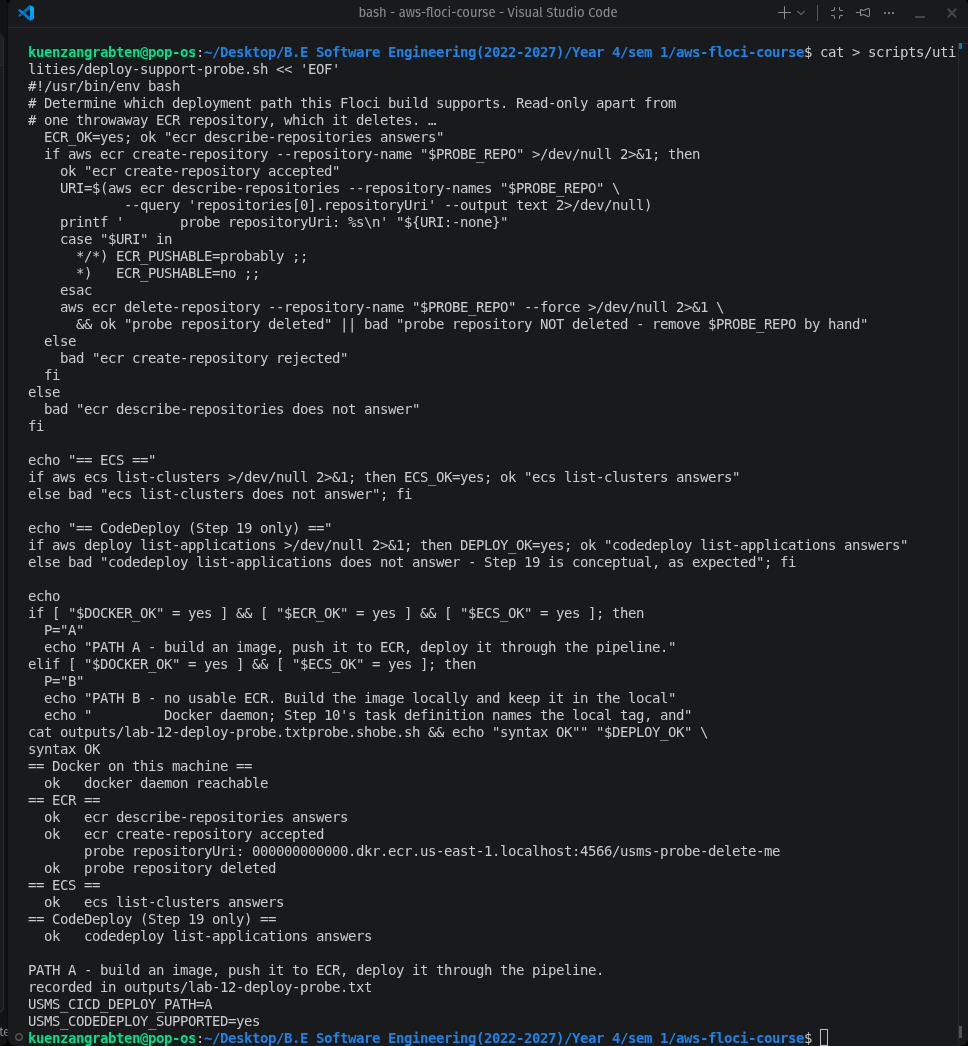 bash - aws-floci-course - Visual Studio Code
kuenzangrabten@pop-os:~/Desktop/B.E Software Engineering(2022-2027)/Year 4/sem 1/aws-floci-course$ cat > scripts/uti
lities/deploy-support-probe.sh << 'EOF'
#!/usr/bin/env bash
# Determine which deployment path this Floci build supports. Read-only apart from
# one throwaway ECR repository, which it deletes. …
  ECR_OK=yes; ok "ecr describe-repositories answers"
  if aws ecr create-repository --repository-name "$PROBE_REPO" >/dev/null 2>&1; then
    ok "ecr create-repository accepted"
    URI=$(aws ecr describe-repositories --repository-names "$PROBE_REPO" \
            --query 'repositories[0].repositoryUri' --output text 2>/dev/null)
    printf '       probe repositoryUri: %s\n' "${URI:-none}"
    case "$URI" in
      */*) ECR_PUSHABLE=probably ;;
      *)   ECR_PUSHABLE=no ;;
    esac
    aws ecr delete-repository --repository-name "$PROBE_REPO" --force >/dev/null 2>&1 \
      && ok "probe repository deleted" || bad "probe repository NOT deleted - remove $PROBE_REPO by hand"
  else
    bad "ecr create-repository rejected"
  fi
else
  bad "ecr describe-repositories does not answer"
fi

echo "== ECS =="
if aws ecs list-clusters >/dev/null 2>&1; then ECS_OK=yes; ok "ecs list-clusters answers"
else bad "ecs list-clusters does not answer"; fi

echo "== CodeDeploy (Step 19 only) =="
if aws deploy list-applications >/dev/null 2>&1; then DEPLOY_OK=yes; ok "codedeploy list-applications answers"
else bad "codedeploy list-applications does not answer - Step 19 is conceptual, as expected"; fi

echo
if [ "$DOCKER_OK" = yes ] && [ "$ECR_OK" = yes ] && [ "$ECS_OK" = yes ]; then
  P="A"
  echo "PATH A - build an image, push it to ECR, deploy it through the pipeline."
elif [ "$DOCKER_OK" = yes ] && [ "$ECS_OK" = yes ]; then
  P="B"
  echo "PATH B - no usable ECR. Build the image locally and keep it in the local"
  echo "         Docker daemon; Step 10's task definition names the local tag, and"
cat outputs/lab-12-deploy-probe.txtprobe.shobe.sh && echo "syntax OK"" "$DEPLOY_OK" \
syntax OK
== Docker on this machine ==
  ok   docker daemon reachable
== ECR ==
  ok   ecr describe-repositories answers
  ok   ecr create-repository accepted
       probe repositoryUri: 000000000000.dkr.ecr.us-east-1.localhost:4566/usms-probe-delete-me
  ok   probe repository deleted
== ECS ==
  ok   ecs list-clusters answers
== CodeDeploy (Step 19 only) ==
  ok   codedeploy list-applications answers

PATH A - build an image, push it to ECR, deploy it through the pipeline.
recorded in outputs/lab-12-deploy-probe.txt
USMS_CICD_DEPLOY_PATH=A
USMS_CODEDEPLOY_SUPPORTED=yes
kuenzangrabten@pop-os:~/Desktop/B.E Software Engineering(2022-2027)/Year 4/sem 1/aws-floci-course$